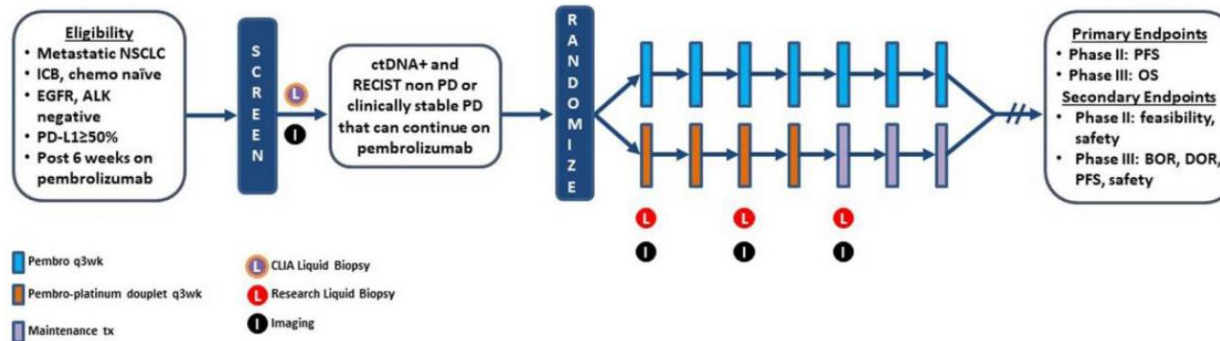 Eligibility
• Metastatic NSCLC
• ICB, chemo naïve
• EGFR, ALK
negative
• PD-L1≥50%
• Post 6 weeks on
pembrolizumab
SCREEN
L
I
ctDNA+ and
RECIST non PD or
clinically stable PD
that can continue on
pembrolizumab
RANDOMIZE
L
I
L
I
L
I
Primary Endpoints
• Phase II: PFS
• Phase III: OS
Secondary Endpoints
• Phase II: feasibility,
safety
• Phase III: BOR, DOR,
PFS, safety
Pembro q3wk
Pembro-platinum douplet q3wk
Maintenance tx
L CLIA Liquid Biopsy
L Research Liquid Biopsy
I Imaging